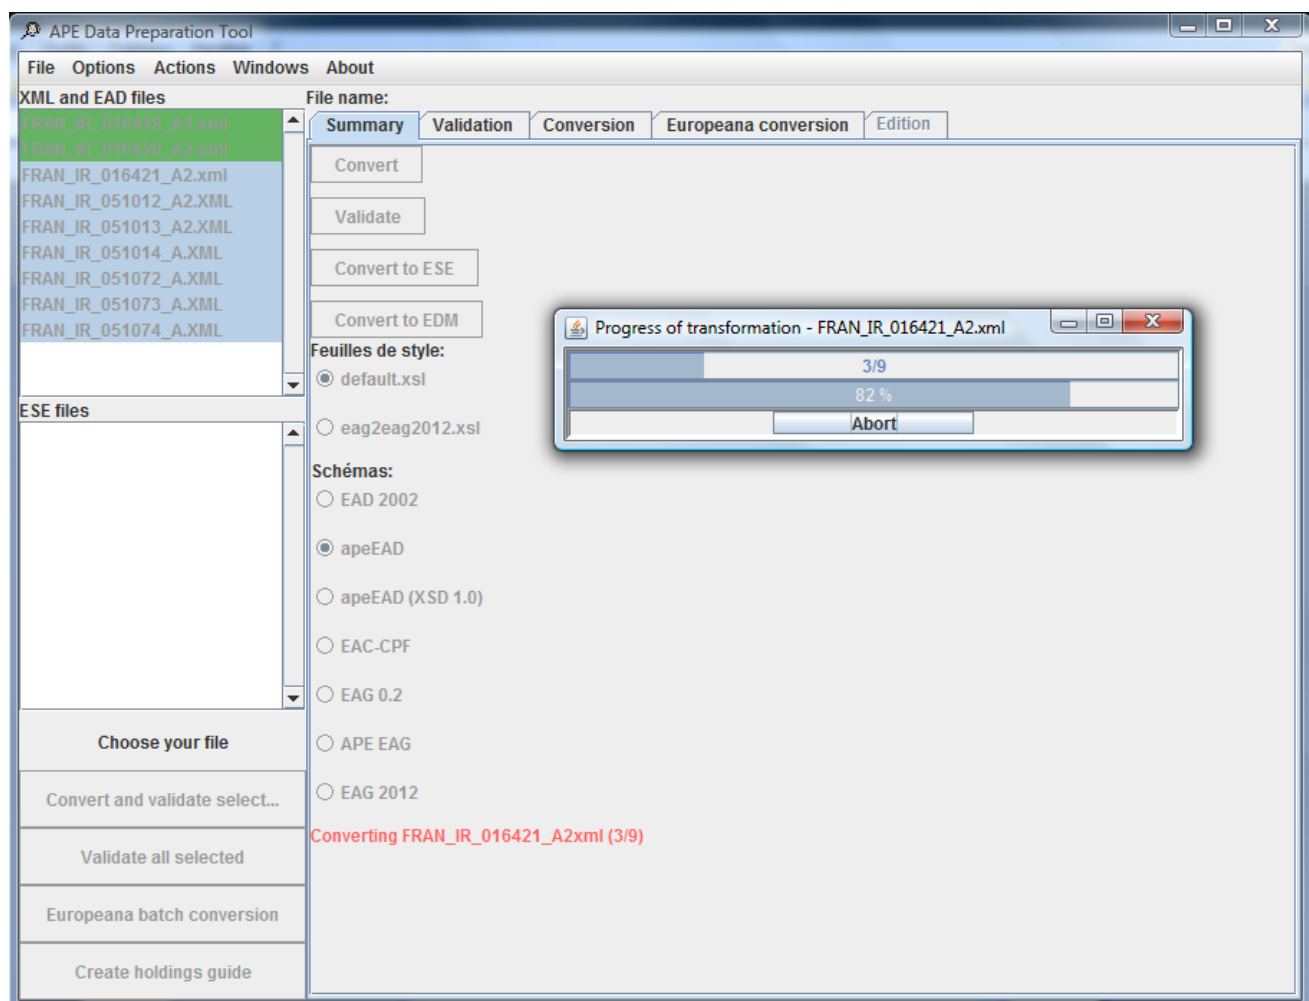 APE Data Preparation Tool
File Options Actions Windows About
XML and EAD files
File name:
FRAN_IR_016419_A1.xml
FRAN_IR_016420_A2.xml
FRAN_IR_016421_A2.xml
FRAN_IR_051012_A2.XML
FRAN_IR_051013_A2.XML
FRAN_IR_051014_A.XML
FRAN_IR_051072_A.XML
FRAN_IR_051073_A.XML
FRAN_IR_051074_A.XML
ESE files
Choose your file
Convert and validate select...
Validate all selected
Europeana batch conversion
Create holdings guide
Summary Validation Conversion Europeana conversion Edition
Convert
Validate
Convert to ESE
Convert to EDM
Feuilles de style:
default.xsl
eag2eag2012.xsl
Schémas:
EAD 2002
apeEAD
apeEAD (XSD 1.0)
EAC-CPF
EAG 0.2
APE EAG
EAG 2012
Converting FRAN_IR_016421_A2xml (3/9)
Progress of transformation - FRAN_IR_016421_A2.xml
3/9
82 %
Abort